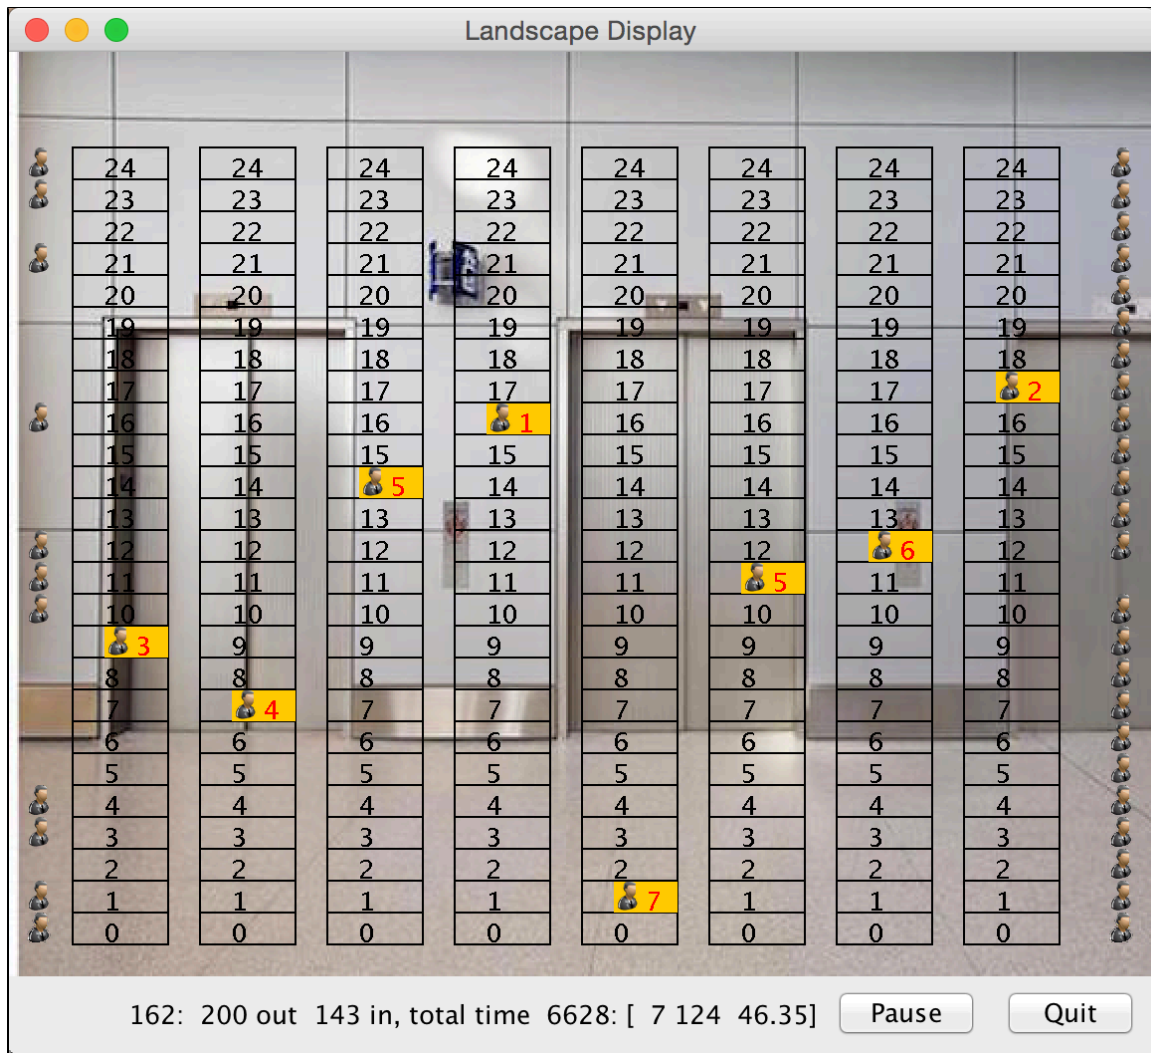 Landscape Display
24 24 24 24 24 24 24 24
23 23 23 23 23 23 23 23
22 22 22 22 22 22 22 22
21 21 21 21 21 21 21 21
20 20 20 20 20 20 20 20
19 19 19 19 19 19 19 19
18 18 18 18 18 18 18 18
17 17 17 17 17 17 17 2
16 16 16 1 16 16 16 16
15 15 15 15 15 15 15 15
14 14 5 14 14 14 14 14
13 13 13 13 13 13 13 13
12 12 12 12 12 12 6 12
11 11 11 11 11 5 11 11
10 10 10 10 10 10 10 10
3 9 9 9 9 9 9 9
8 8 8 8 8 8 8 8
7 4 7 7 7 7 7 7
6 6 6 6 6 6 6 6
5 5 5 5 5 5 5 5
4 4 4 4 4 4 4 4
3 3 3 3 3 3 3 3
2 2 2 2 2 2 2 2
1 1 1 1 7 1 1 1
0 0 0 0 0 0 0 0
162: 200 out 143 in, total time 6628: [ 7 124 46.35] Pause Quit